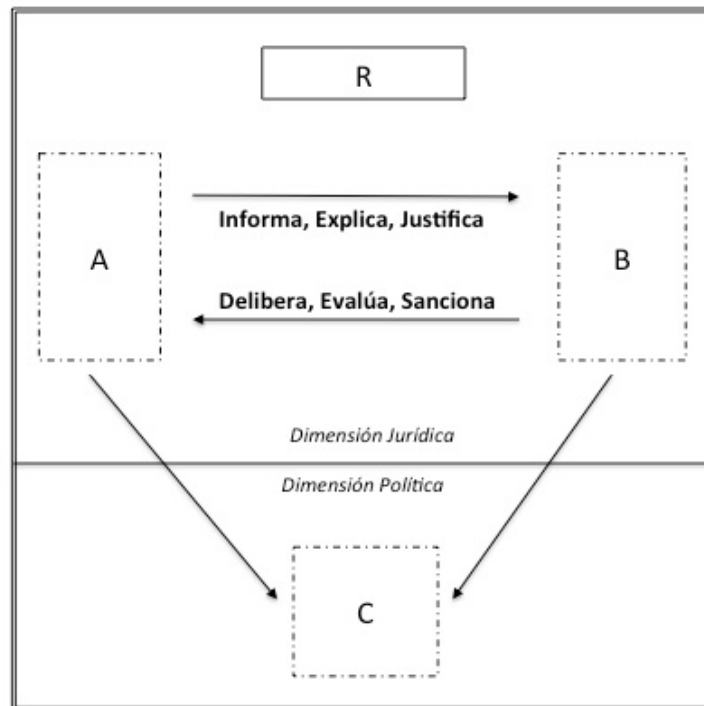 R
Informa, Explica, Justifica
A
B
Delibera, Evalúa, Sanciona
Dimensión Jurídica
Dimensión Política
C